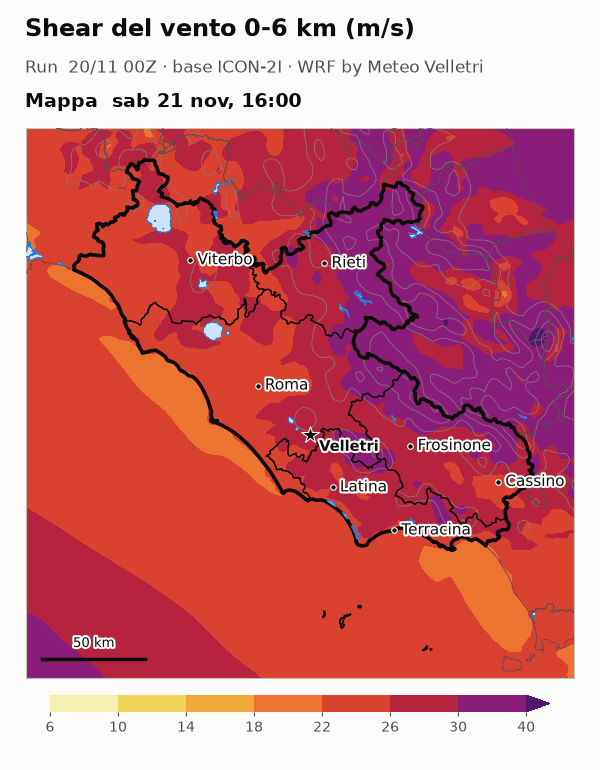 Shear del vento 0-6 km (m/s)
Run  20/11 00Z · base ICON-2I · WRF by Meteo Velletri
Mappa  sab 21 nov, 16:00
Viterbo
Rieti
Roma
Velletri
Frosinone
Cassino
Latina
Terracina
50 km
6 10 14 18 22 26 30 40